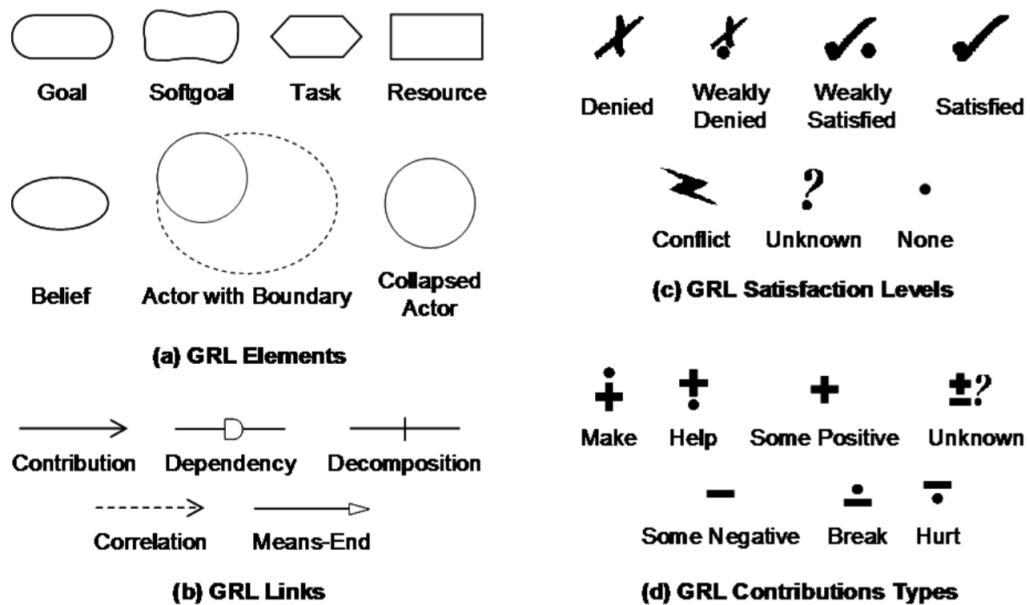 Goal Softgoal Task Resource
Belief Actor with Boundary Collapsed
Actor
(a) GRL Elements
Contribution Dependency Decomposition
Correlation Means-End
(b) GRL Links
Denied Weakly
Denied Weakly
Satisfied Satisfied
?
Conflict Unknown None
(c) GRL Satisfaction Levels
+ + + ±?
Make Help Some Positive Unknown
−
Some Negative Break Hurt
(d) GRL Contributions Types